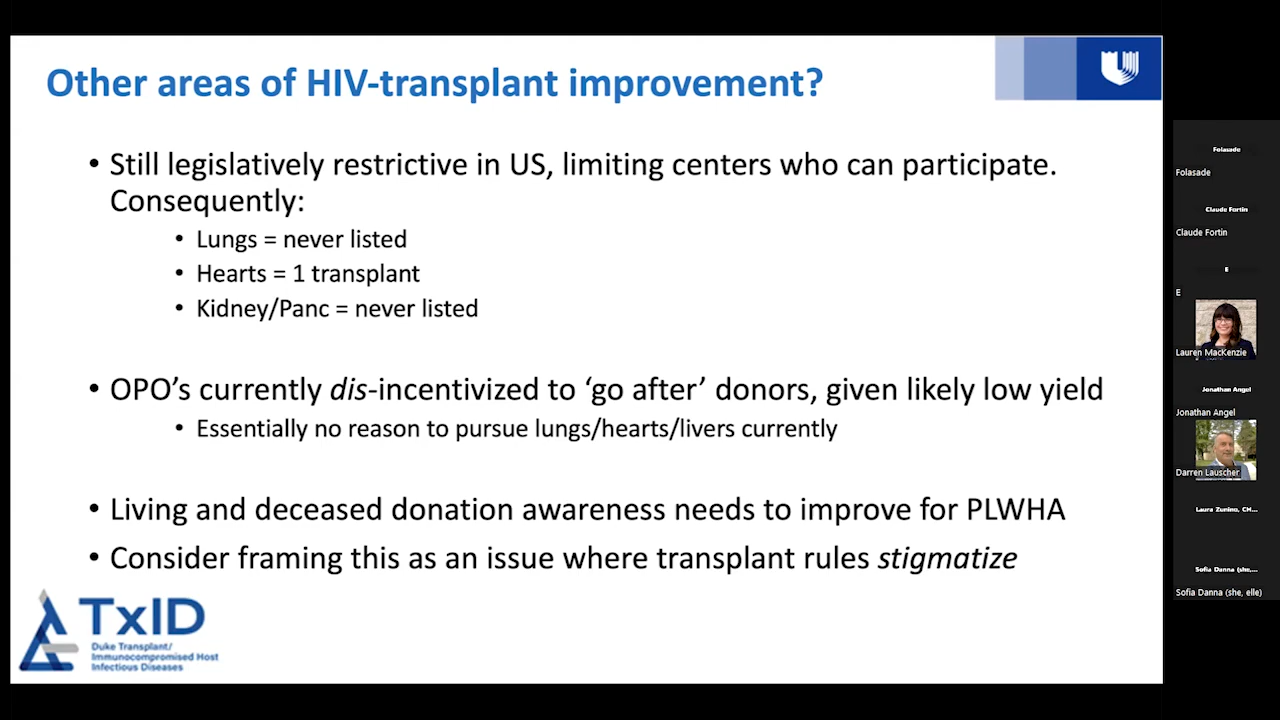 Other areas of HIV-transplant improvement?
• Still legislatively restrictive in US, limiting centers who can participate.
Consequently:
• Lungs = never listed
• Hearts = 1 transplant
• Kidney/Panc = never listed
• OPO's currently dis-incentivized to 'go after' donors, given likely low yield
• Essentially no reason to pursue lungs/hearts/livers currently
• Living and deceased donation awareness needs to improve for PLWHA
• Consider framing this as an issue where transplant rules stigmatize
TxID
Duke Transplant/
Immunocompromised Host
Infectious Diseases
Folasade
Folasade
Claude Fortin
Claude Fortin
E
E
Lauren MacKenzie
Jonathan Angel
Jonathan Angel
Darren Lauscher
Laura Zunino, CH...
Sofia Danna (she,...
Sofia Danna (she, elle)